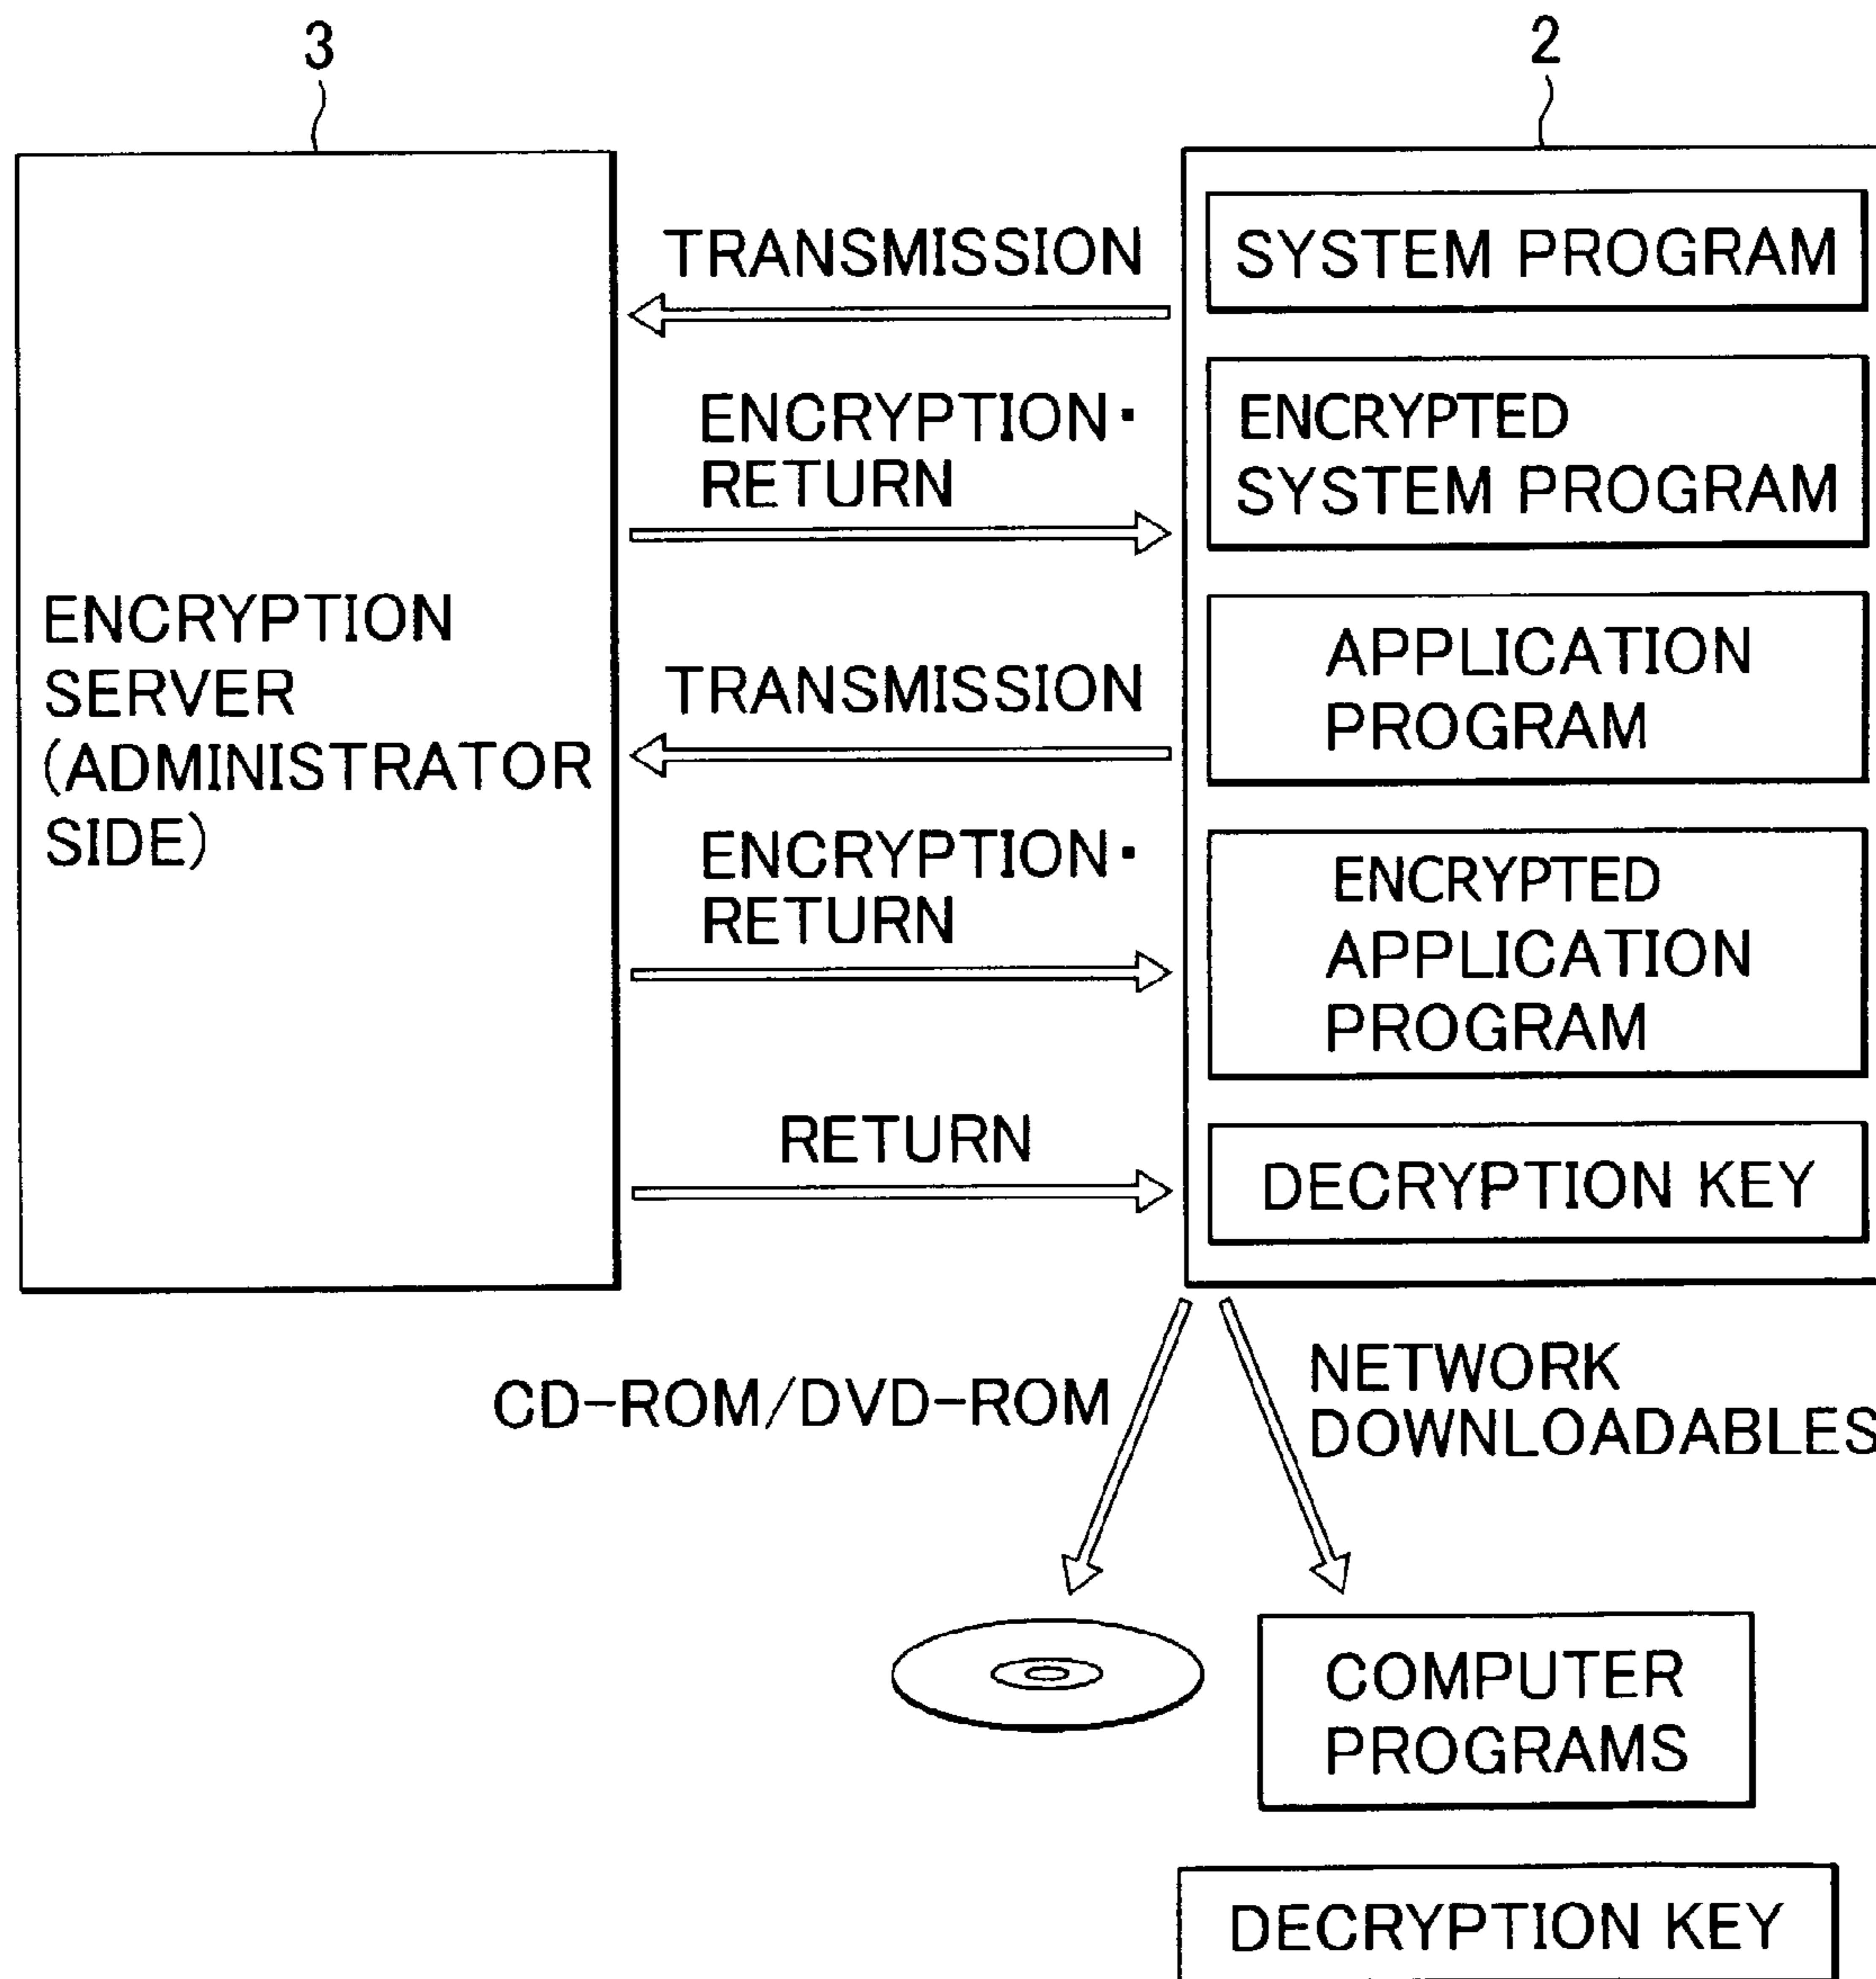 3
2
TRANSMISSION
SYSTEM PROGRAM
ENCRYPTION·
RETURN
ENCRYPTED
SYSTEM PROGRAM
ENCRYPTION
SERVER
(ADMINISTRATOR
SIDE)
TRANSMISSION
APPLICATION
PROGRAM
ENCRYPTION·
RETURN
ENCRYPTED
APPLICATION
PROGRAM
RETURN
DECRYPTION KEY
CD-ROM/DVD-ROM
NETWORK
DOWNLOADABLES
COMPUTER
PROGRAMS
DECRYPTION KEY